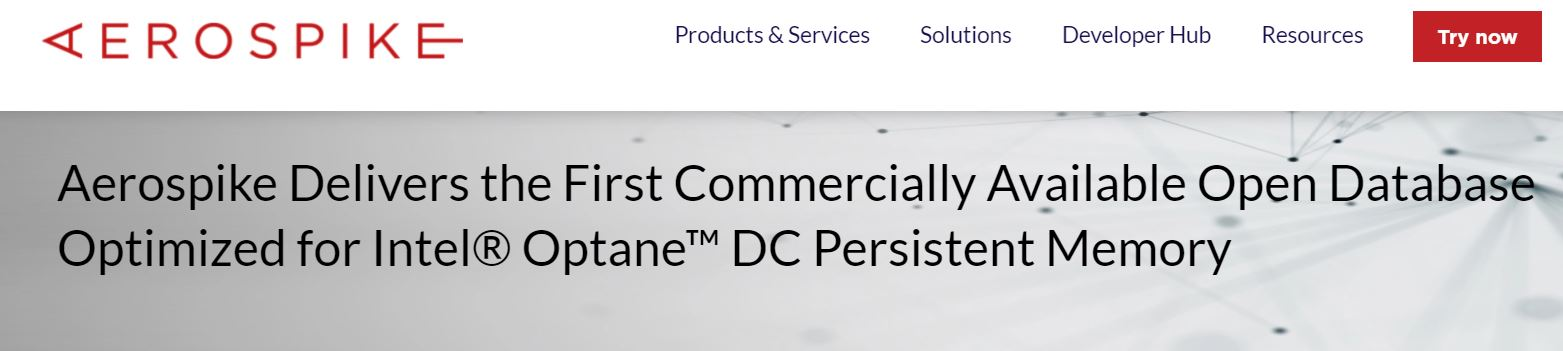 AEROSPIKE
Products & Services Solutions Developer Hub Resources Try now
Aerospike Delivers the First Commercially Available Open Database
Optimized for Intel® Optane™ DC Persistent Memory